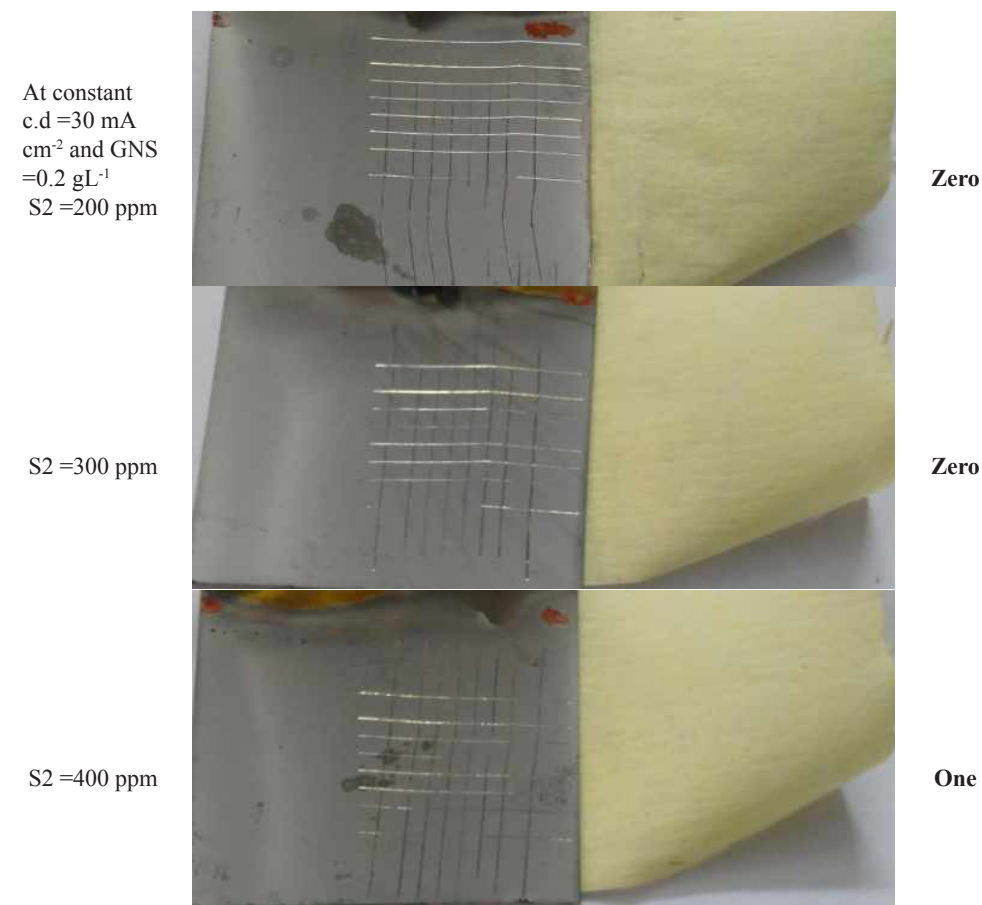 At constant
c.d =30 mA
cm-2 and GNS
=0.2 gL-1
S2 =200 ppm
Zero
S2 =300 ppm
Zero
S2 =400 ppm
One